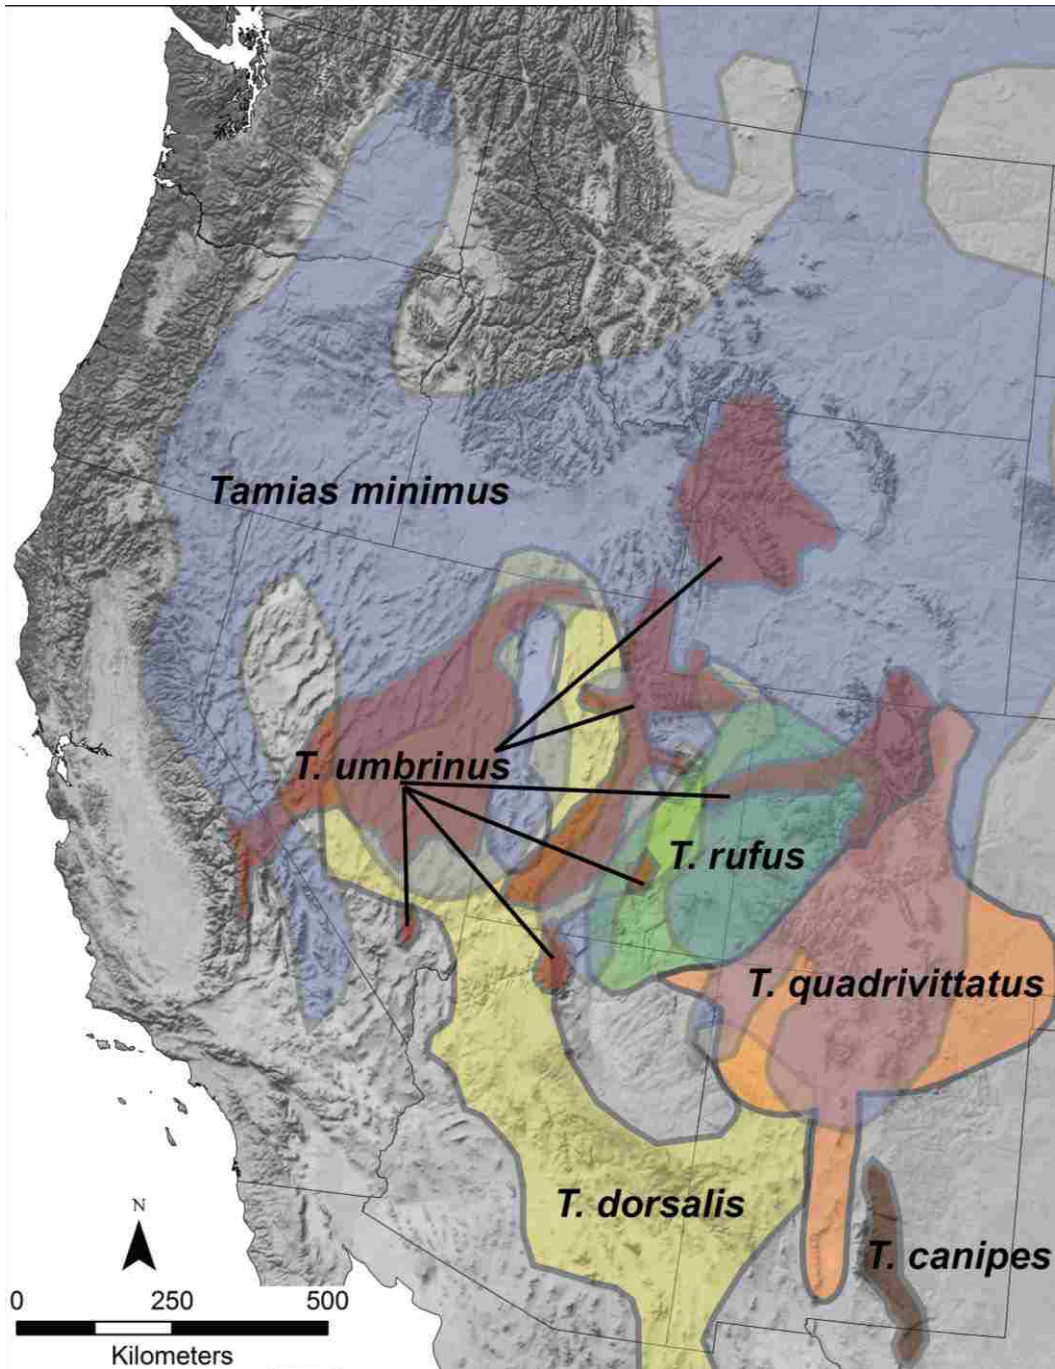 Tamias minimus
T. umbrinus
T. rufus
T. quadrivittatus
T. dorsalis
T. canipes
N
0 250 500
Kilometers